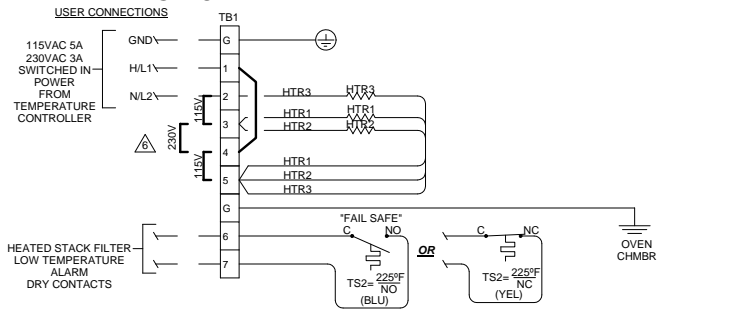 USER CONNECTIONS
TB1
GND
G
115VAC 5A
230VAC 3A
SWITCHED IN
POWER
FROM
TEMPERATURE
CONTROLLER
H/L1
1
N/L2
2
HTR3
HTR3
115V
3
HTR1
HTR1
HTR2
HTR2
6
230V
4
115V
5
HTR1
HTR2
HTR3
G
"FAIL SAFE"
HEATED STACK FILTER
LOW TEMPERATURE
ALARM
DRY CONTACTS
6
7
C
NO
OR
C
NC
TS2= 225°F
NO
(BLU)
TS2= 225°F
NC
(YEL)
OVEN
CHMBR